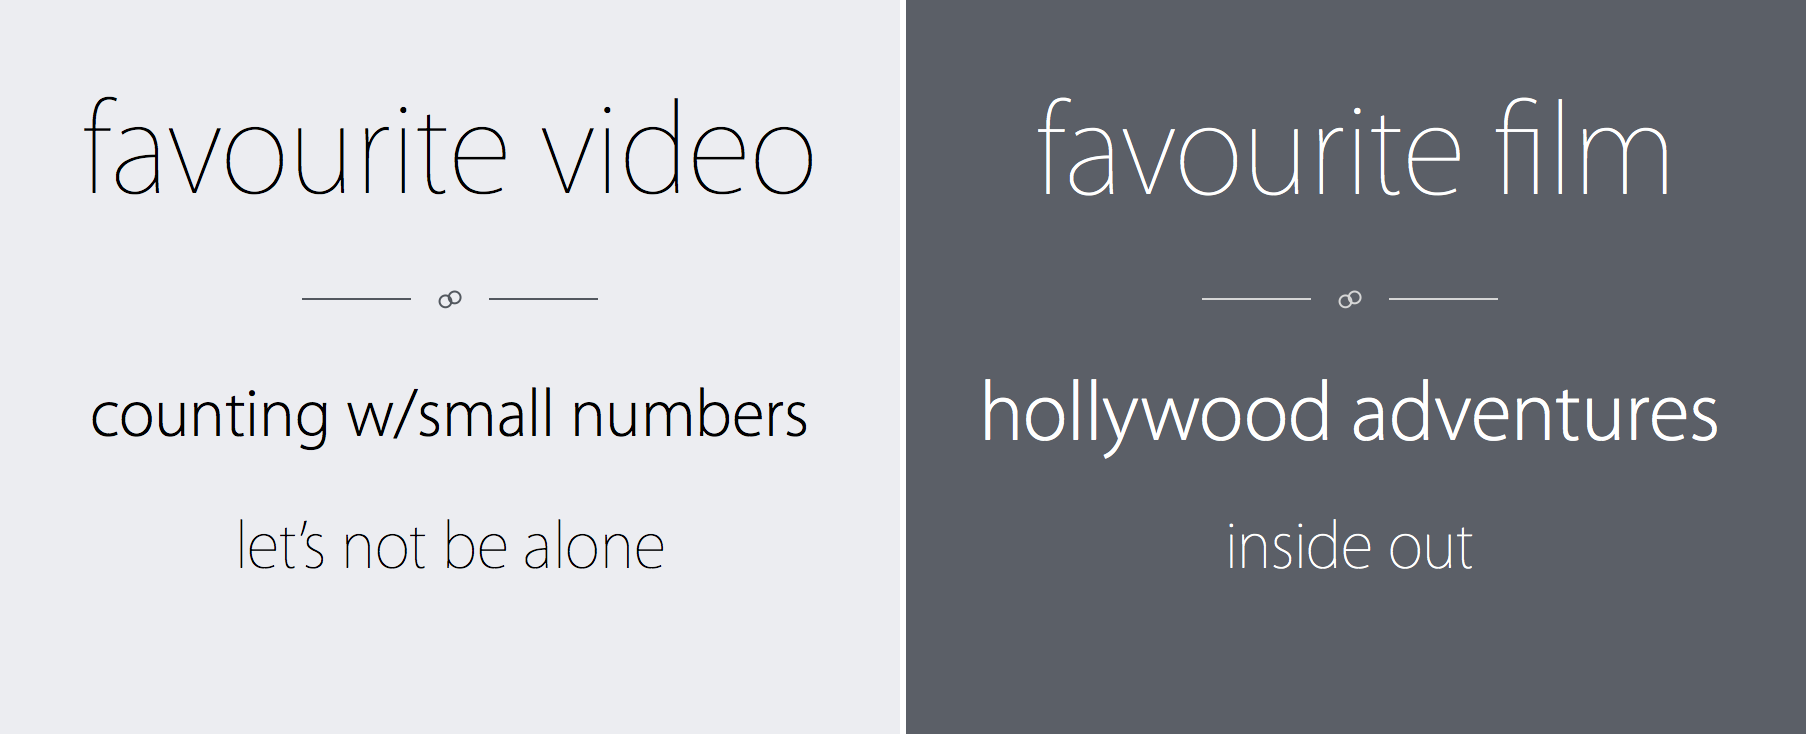 favourite video
counting w/small numbers
let’s not be alone
favourite film
hollywood adventures
inside out